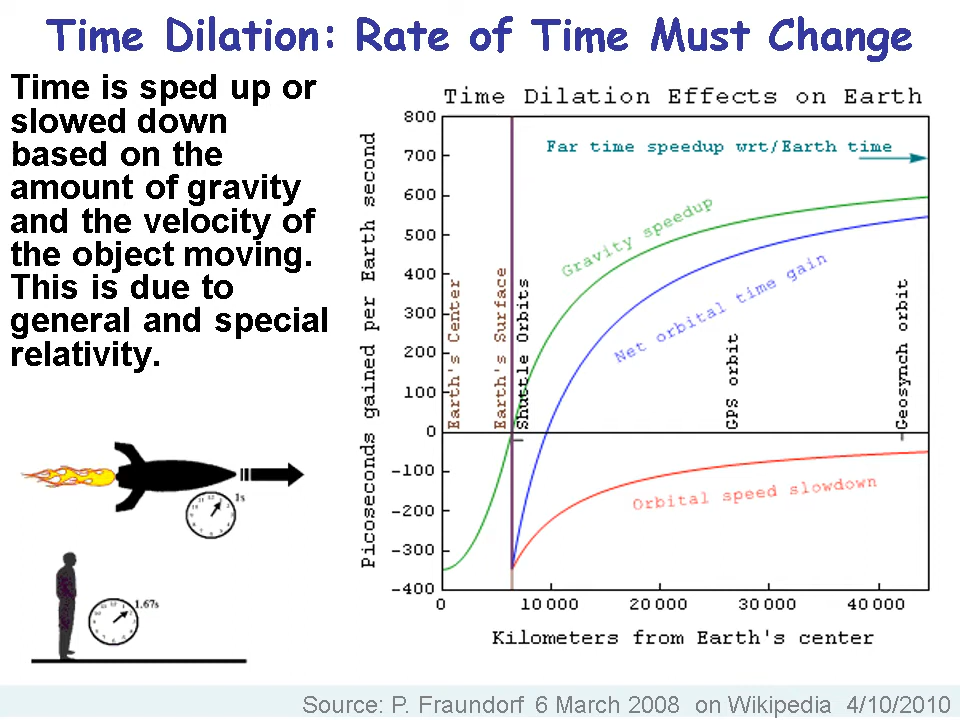 Time Dilation: Rate of Time Must Change
Time is sped up or
slowed down
based on the
amount of gravity
and the velocity of
the object moving.
This is due to
general and special
relativity.
1s
1.67s
Time Dilation Effects on Earth
Picoseconds gained per Earth second
800
700
600
500
400
300
200
100
0
-100
-200
-300
-400
Far time speedup wrt/Earth time
Gravity speedup
Net orbital time gain
Orbital speed slowdown
Earth's Center
Earth's Surface
Shuttle Orbits
GPS orbit
Geosynch orbit
0 10000 20000 30000 40000
Kilometers from Earth's center
Source: P. Fraundorf 6 March 2008 on Wikipedia 4/10/2010